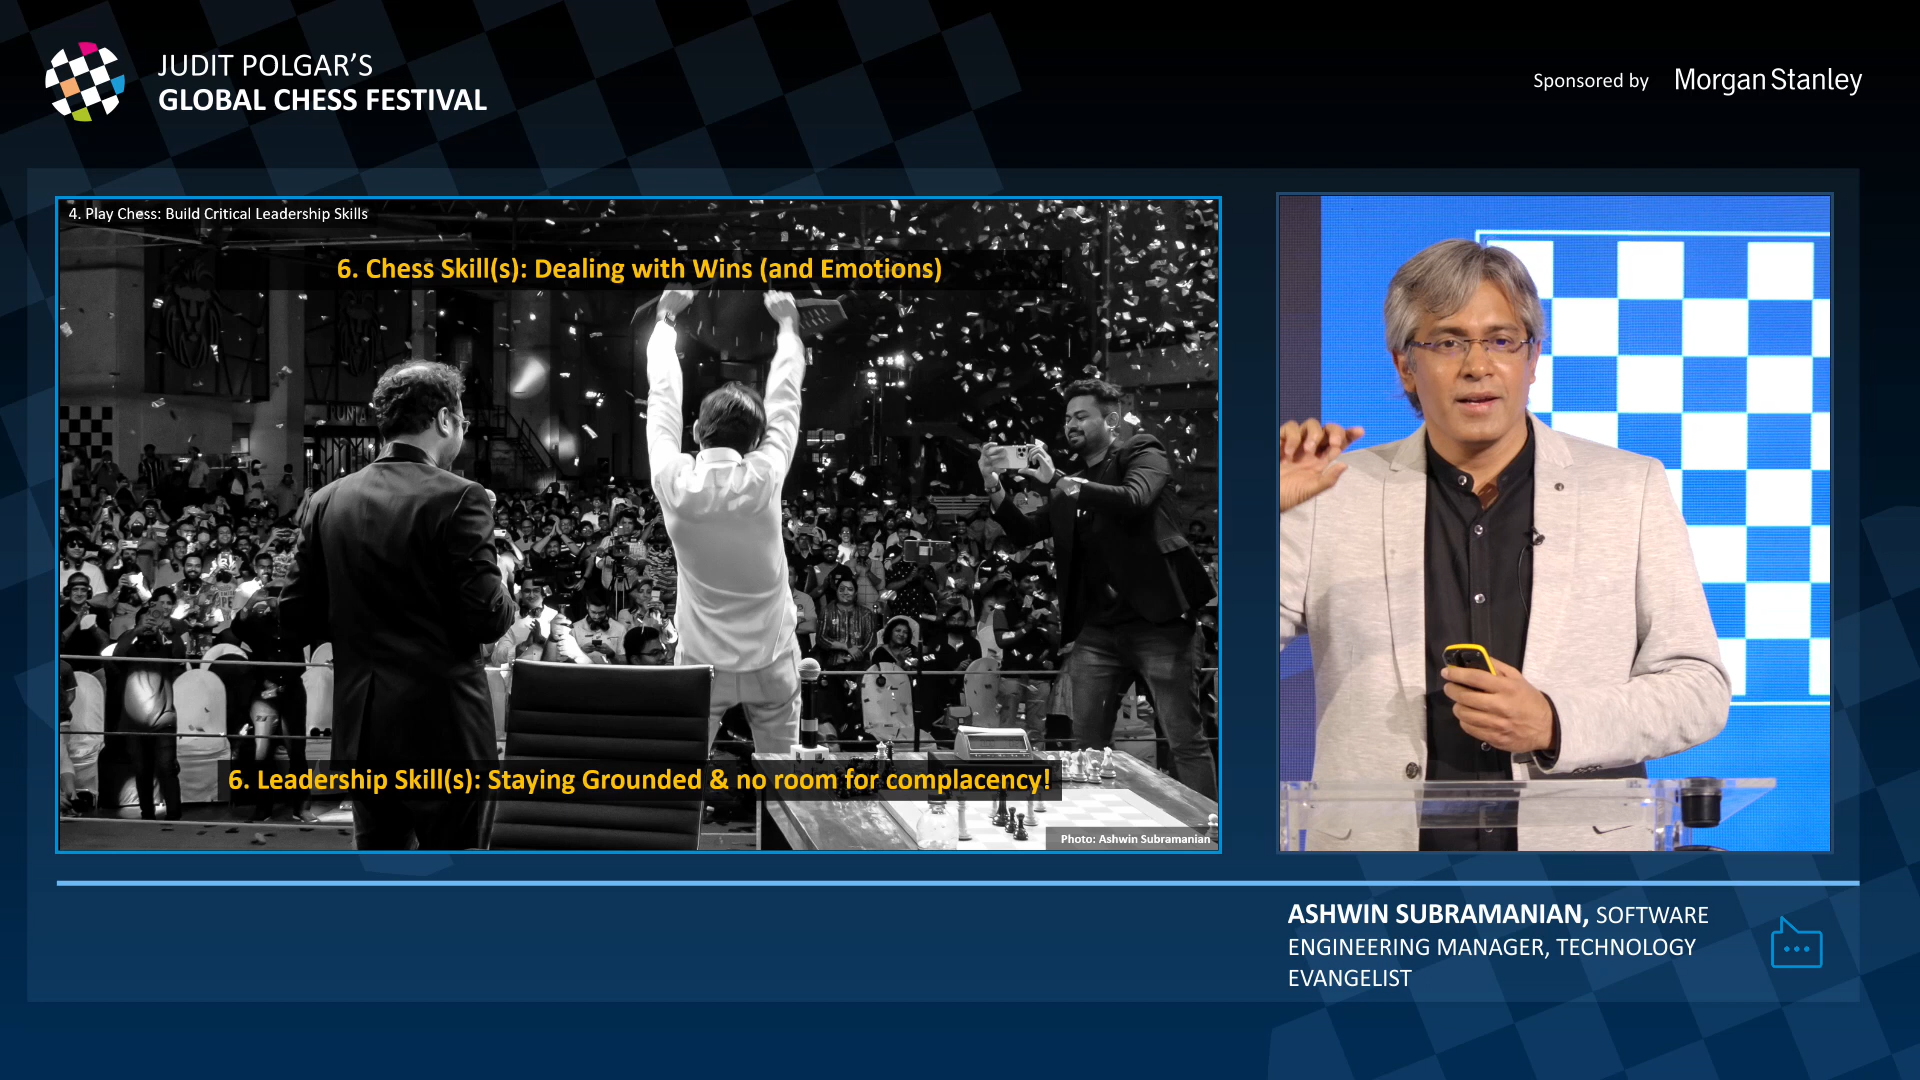 JUDIT POLGAR'S
GLOBAL CHESS FESTIVAL
Sponsored by Morgan Stanley
4. Play Chess: Build Critical Leadership Skills
6. Chess Skill(s): Dealing with Wins (and Emotions)
6. Leadership Skill(s): Staying Grounded & no room for complacency!
Photo: Ashwin Subramanian
ASHWIN SUBRAMANIAN, SOFTWARE
ENGINEERING MANAGER, TECHNOLOGY
EVANGELIST